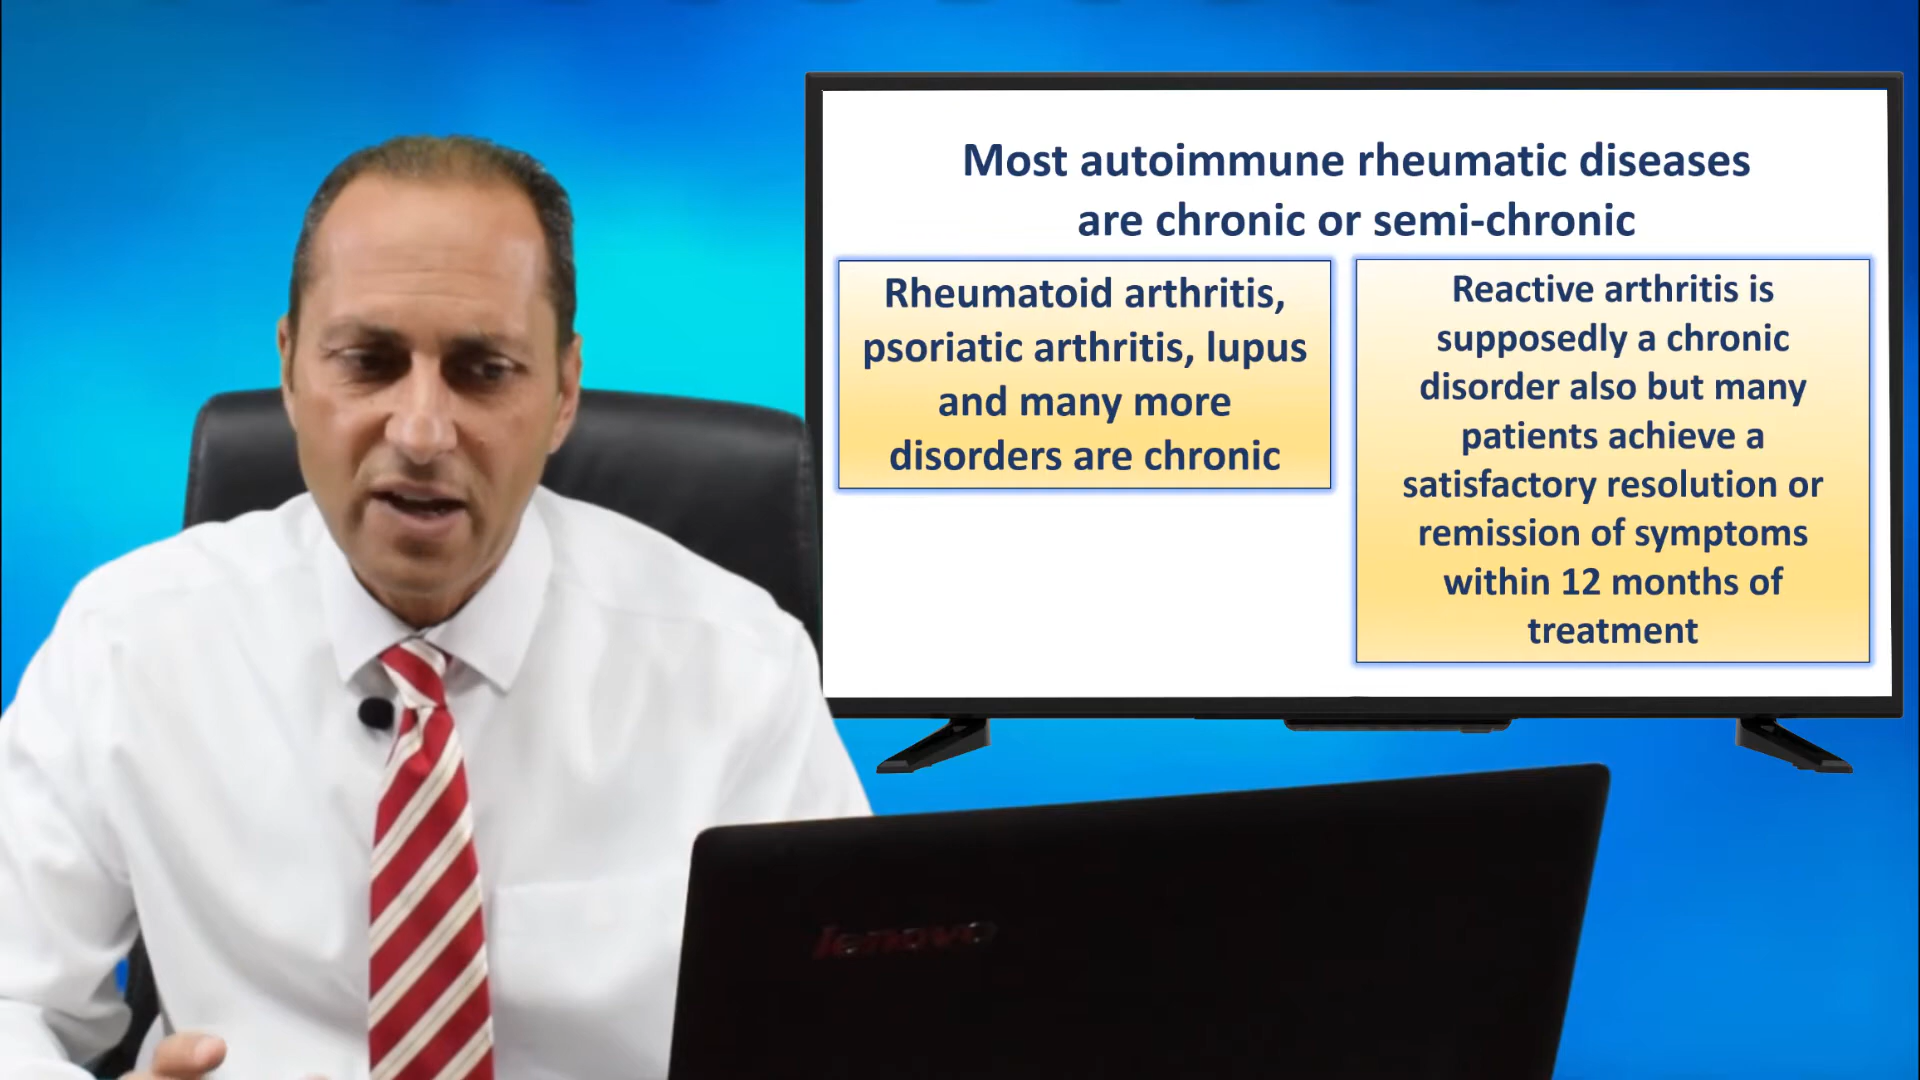 Most autoimmune rheumatic diseases
are chronic or semi-chronic
Rheumatoid arthritis,
psoriatic arthritis, lupus
and many more
disorders are chronic
Reactive arthritis is
supposedly a chronic
disorder also but many
patients achieve a
satisfactory resolution or
remission of symptoms
within 12 months of
treatment
lenovo